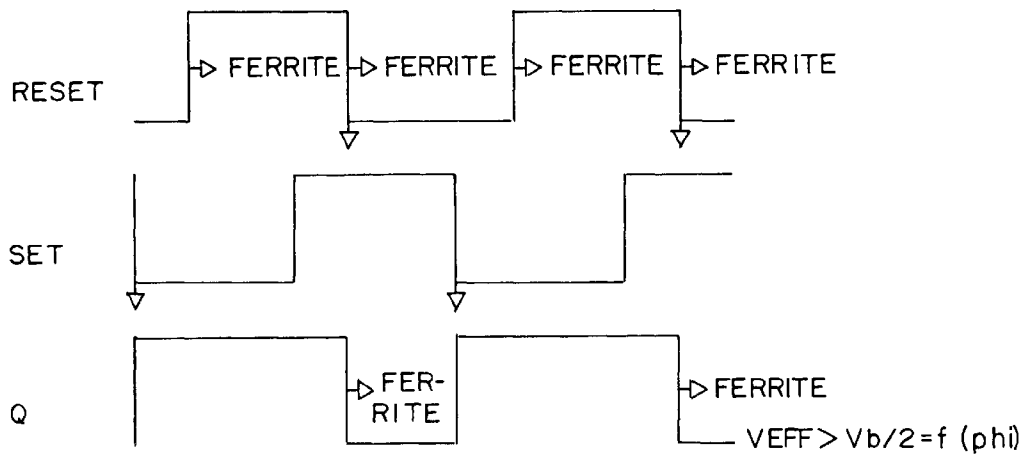 FERRITE FERRITE FERRITE FERRITE
RESET
SET
FER-
RITE
FERRITE
Q
VEFF > Vb/2=f (phi)